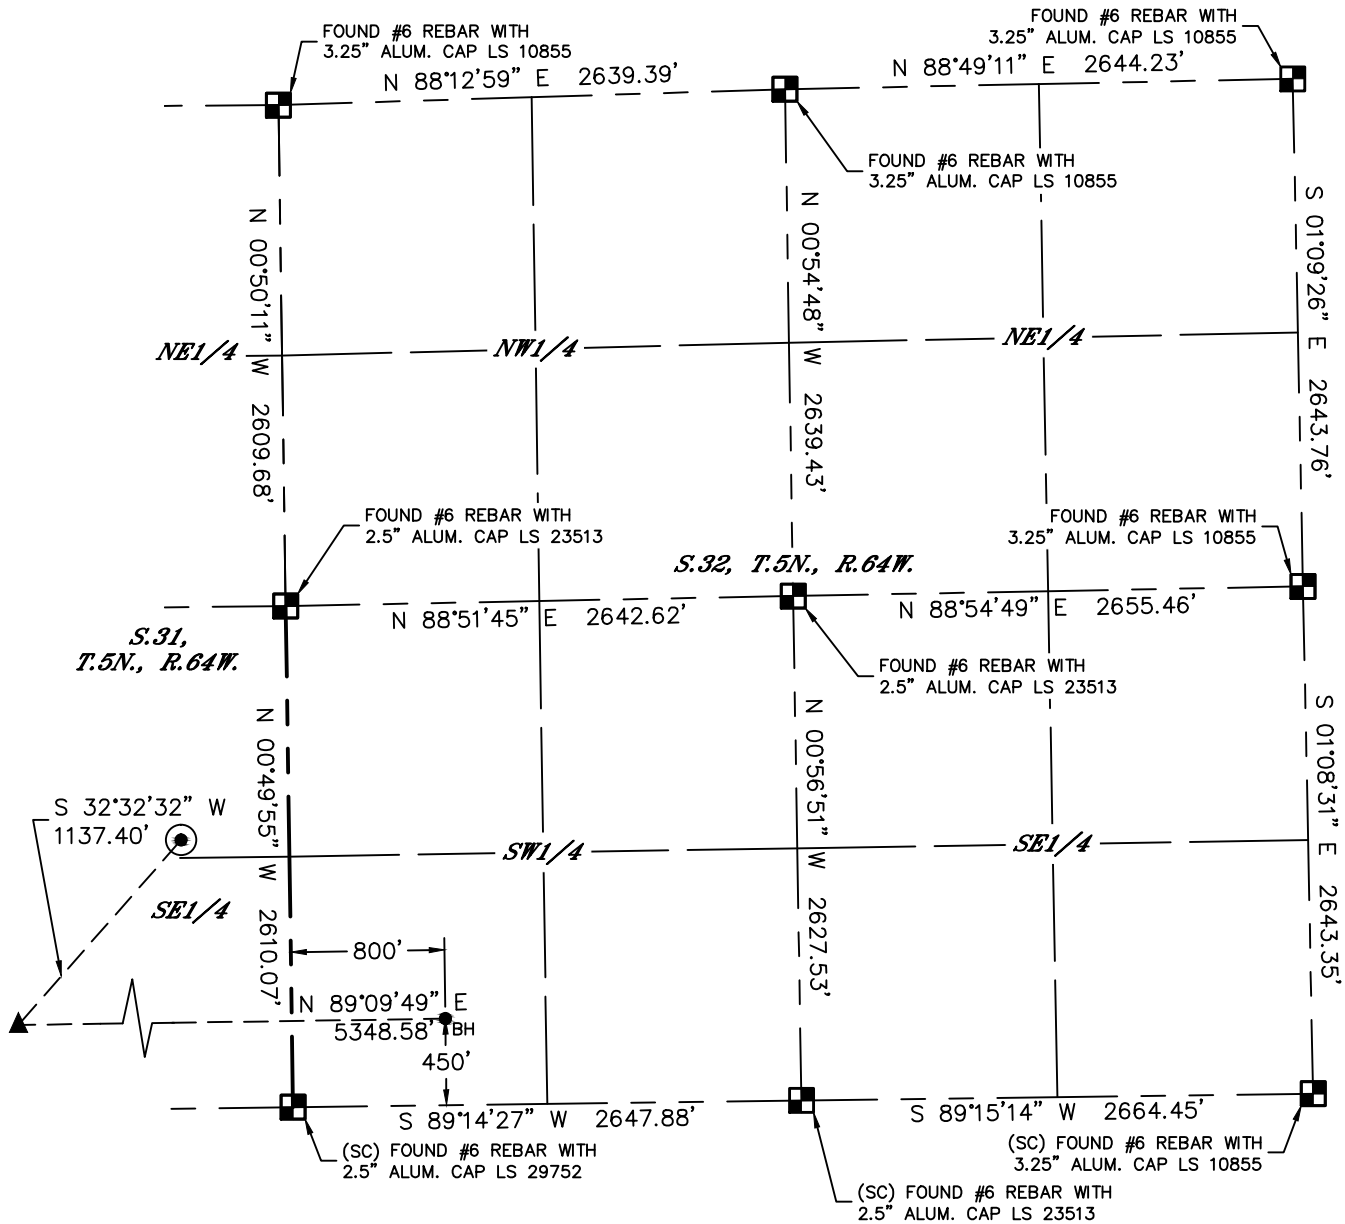 FOUND #6 REBAR WITH
3.25" ALUM. CAP LS 10855
FOUND #6 REBAR WITH
3.25" ALUM. CAP LS 10855
N 88°12'59" E 2639.39'
N 88°49'11" E 2644.23'
FOUND #6 REBAR WITH
3.25" ALUM. CAP LS 10855
N 00°50'11" W 2609.68'
N 00°54'48" W 2639.43'
S 01°09'26" E 2643.76'
NE1/4
NW1/4
NE1/4
FOUND #6 REBAR WITH
2.5" ALUM. CAP LS 23513
FOUND #6 REBAR WITH
3.25" ALUM. CAP LS 10855
S.32, T.5N., R.64W.
N 88°51'45" E 2642.62'
N 88°54'49" E 2655.46'
S.31,
T.5N., R.64W.
FOUND #6 REBAR WITH
2.5" ALUM. CAP LS 23513
N 00°49'55" W 2610.07'
N 00°56'51" W 2627.53'
S 01°08'31" E 2643.35'
S 32°32'32" W
1137.40'
SW1/4
SE1/4
SE1/4
800'
N 89°09'49" E
5348.58'
BH
450'
S 89°14'27" W 2647.88'
S 89°15'14" W 2664.45'
(SC) FOUND #6 REBAR WITH
2.5" ALUM. CAP LS 29752
(SC) FOUND #6 REBAR WITH
3.25" ALUM. CAP LS 10855
(SC) FOUND #6 REBAR WITH
2.5" ALUM. CAP LS 23513